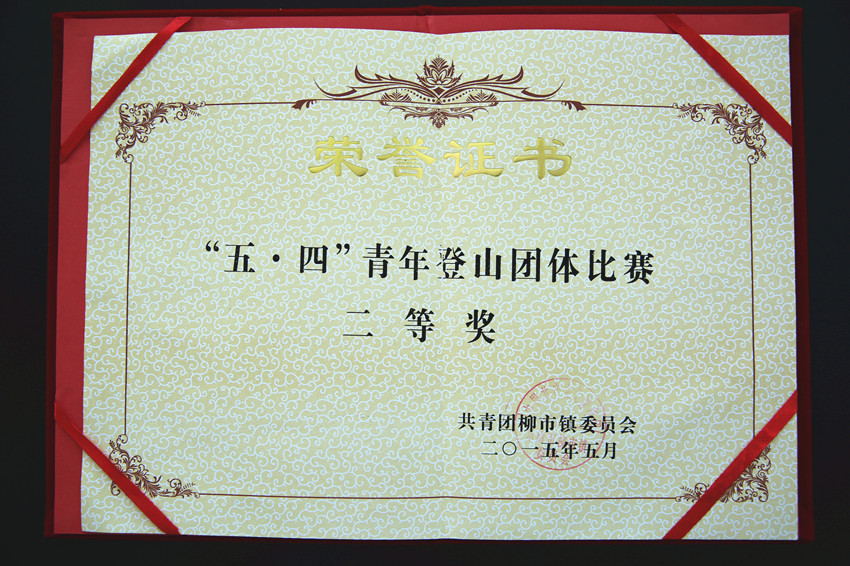 荣誉证书
“五·四”青年登山团体比赛
二等奖
共青团柳市镇委员会
二〇一五年五月